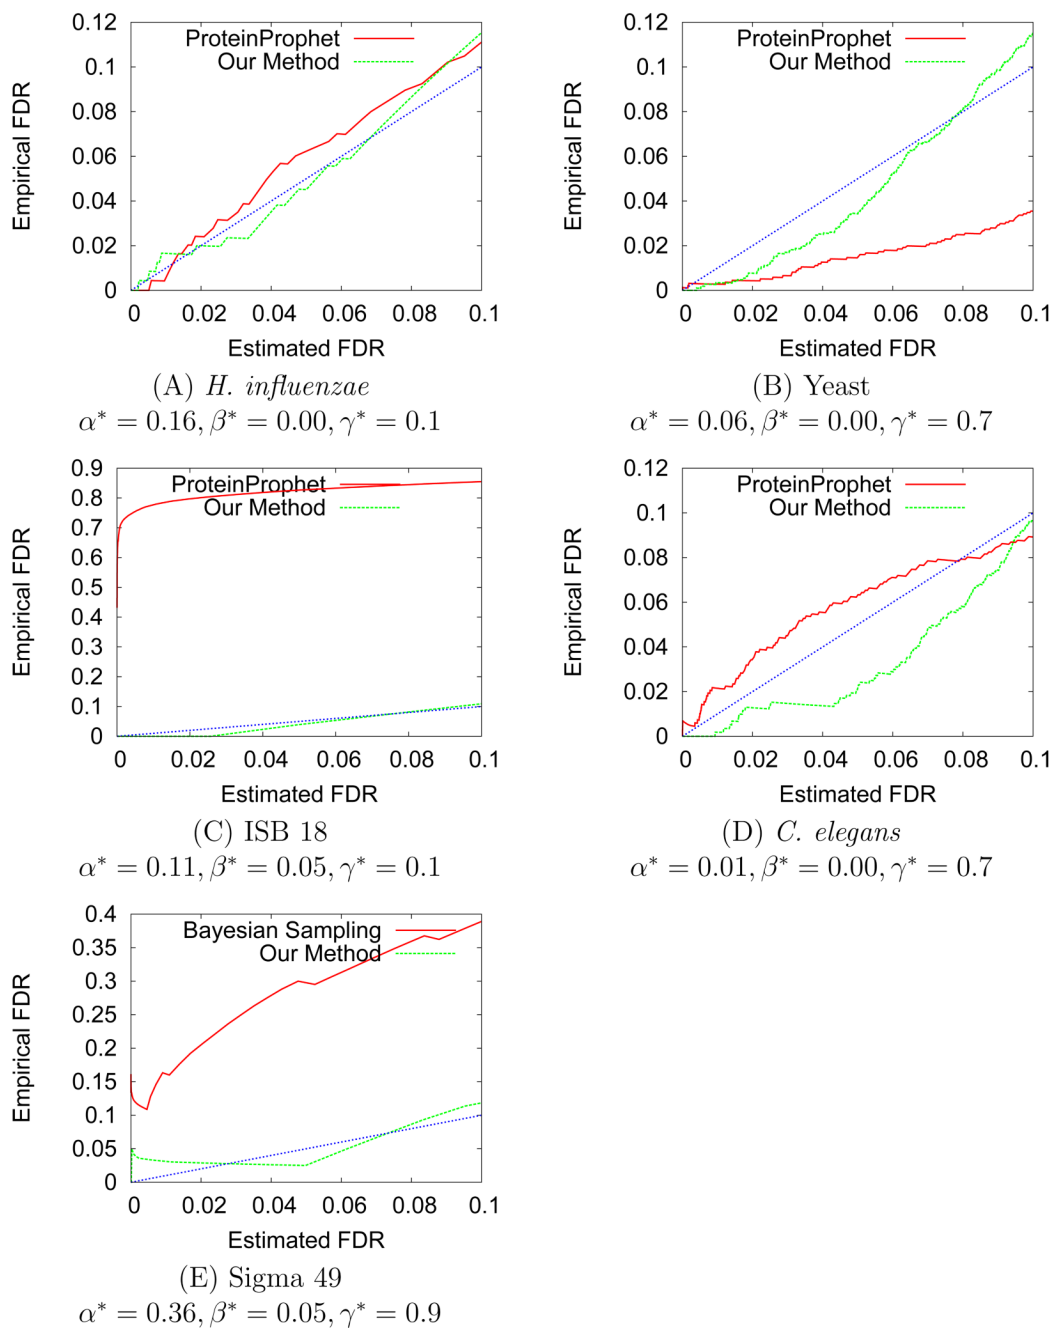 0.12
0.1
0.08
0.06
0.04
0.02
0
Empirical FDR
ProteinProphet
Our Method
0 0.02 0.04 0.06 0.08 0.1
Estimated FDR
(A) H. influenzae
α* = 0.16, β* = 0.00, γ* = 0.1
0.12
0.1
0.08
0.06
0.04
0.02
0
Empirical FDR
ProteinProphet
Our Method
0 0.02 0.04 0.06 0.08 0.1
Estimated FDR
(B) Yeast
α* = 0.06, β* = 0.00, γ* = 0.7
0.9
0.8
0.7
0.6
0.5
0.4
0.3
0.2
0.1
0
Empirical FDR
ProteinProphet
Our Method
0 0.02 0.04 0.06 0.08 0.1
Estimated FDR
(C) ISB 18
α* = 0.11, β* = 0.05, γ* = 0.1
0.12
0.1
0.08
0.06
0.04
0.02
0
Empirical FDR
ProteinProphet
Our Method
0 0.02 0.04 0.06 0.08 0.1
Estimated FDR
(D) C. elegans
α* = 0.01, β* = 0.00, γ* = 0.7
0.4
0.35
0.3
0.25
0.2
0.15
0.1
0.05
0
Empirical FDR
Bayesian Sampling
Our Method
0 0.02 0.04 0.06 0.08 0.1
Estimated FDR
(E) Sigma 49
α* = 0.36, β* = 0.05, γ* = 0.9